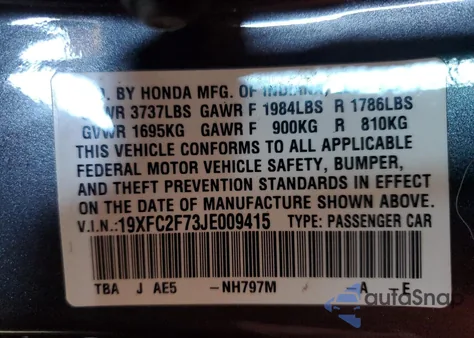 BY HONDA MFG. OF INDIANA,
GVWR 3737LBS GAWR F 1984LBS R 1786LBS
GVWR 1695KG GAWR F 900KG R 810KG
THIS VEHICLE CONFORMS TO ALL APPLICABLE
FEDERAL MOTOR VEHICLE SAFETY, BUMPER,
AND THEFT PREVENTION STANDARDS IN EFFECT
ON THE DATE OF MANUFACTURE SHOWN ABOVE.
V.I.N.:19XFC2F73JE009415 TYPE: PASSENGER CAR
TBA J AE5 -NH797M -A E
autoSnap